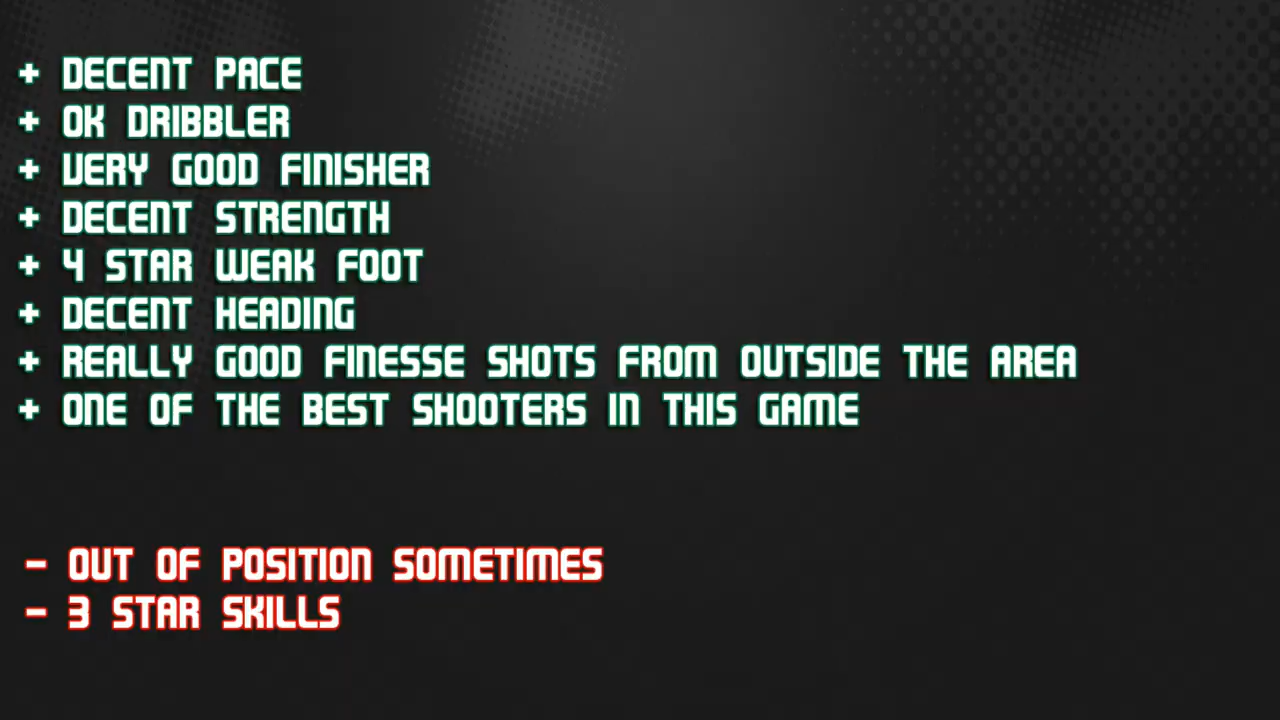 + DECENT PACE
+ OK DRIBBLER
+ VERY GOOD FINISHER
+ DECENT STRENGTH
+ 4 STAR WEAK FOOT
+ DECENT HEADING
+ REALLY GOOD FINESSE SHOTS FROM OUTSIDE THE AREA
+ ONE OF THE BEST SHOOTERS IN THIS GAME
- OUT OF POSITION SOMETIMES
- 3 STAR SKILLS